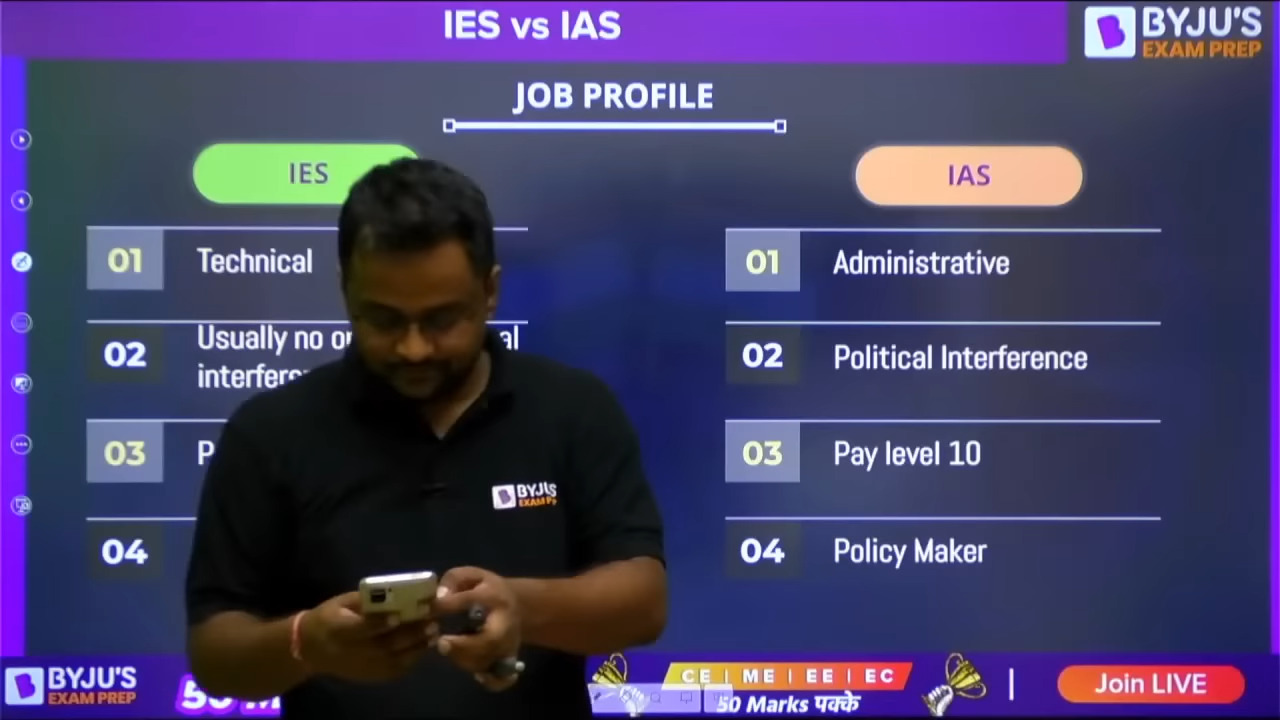 IES vs IAS
BYJU'S
EXAM PREP
JOB PROFILE
IES
IAS
01
Technical
01
Administrative
02
Usually no
02
Political Interference
03
03
Pay level 10
04
04
Policy Maker
BYJU'S
EXAM
BYJU'S
EXAM PREP
CE | ME | EE | EC
50 Marks पक्के
Join LIVE